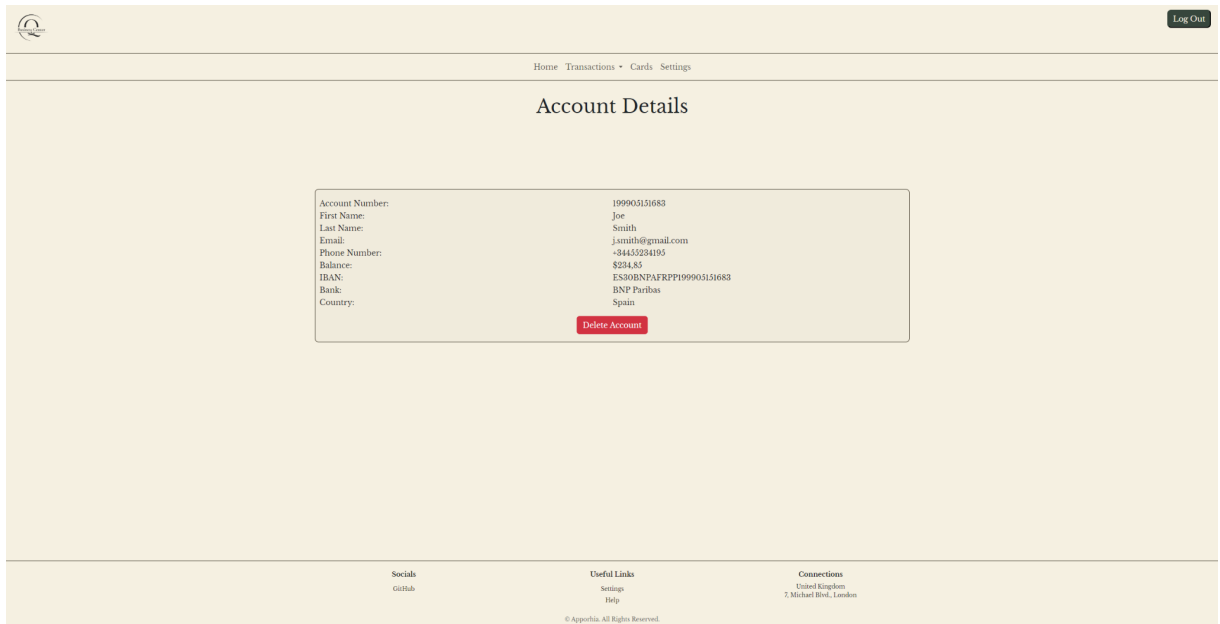 Log Out
Home Transactions Cards Settings
Account Details
Account Number: 199905151683
First Name: Joe
Last Name: Smith
Email: j.smith@gmail.com
Phone Number: +34455234195
Balance: $234,85
IBAN: ES30BNPAFRPP199905151683
Bank: BNP Paribas
Country: Spain
Delete Account
Socials
GitHub
Useful Links
Settings
Help
Connections
United Kingdom
7, Michael Blvd., London
© Apporhia. All Rights Reserved.